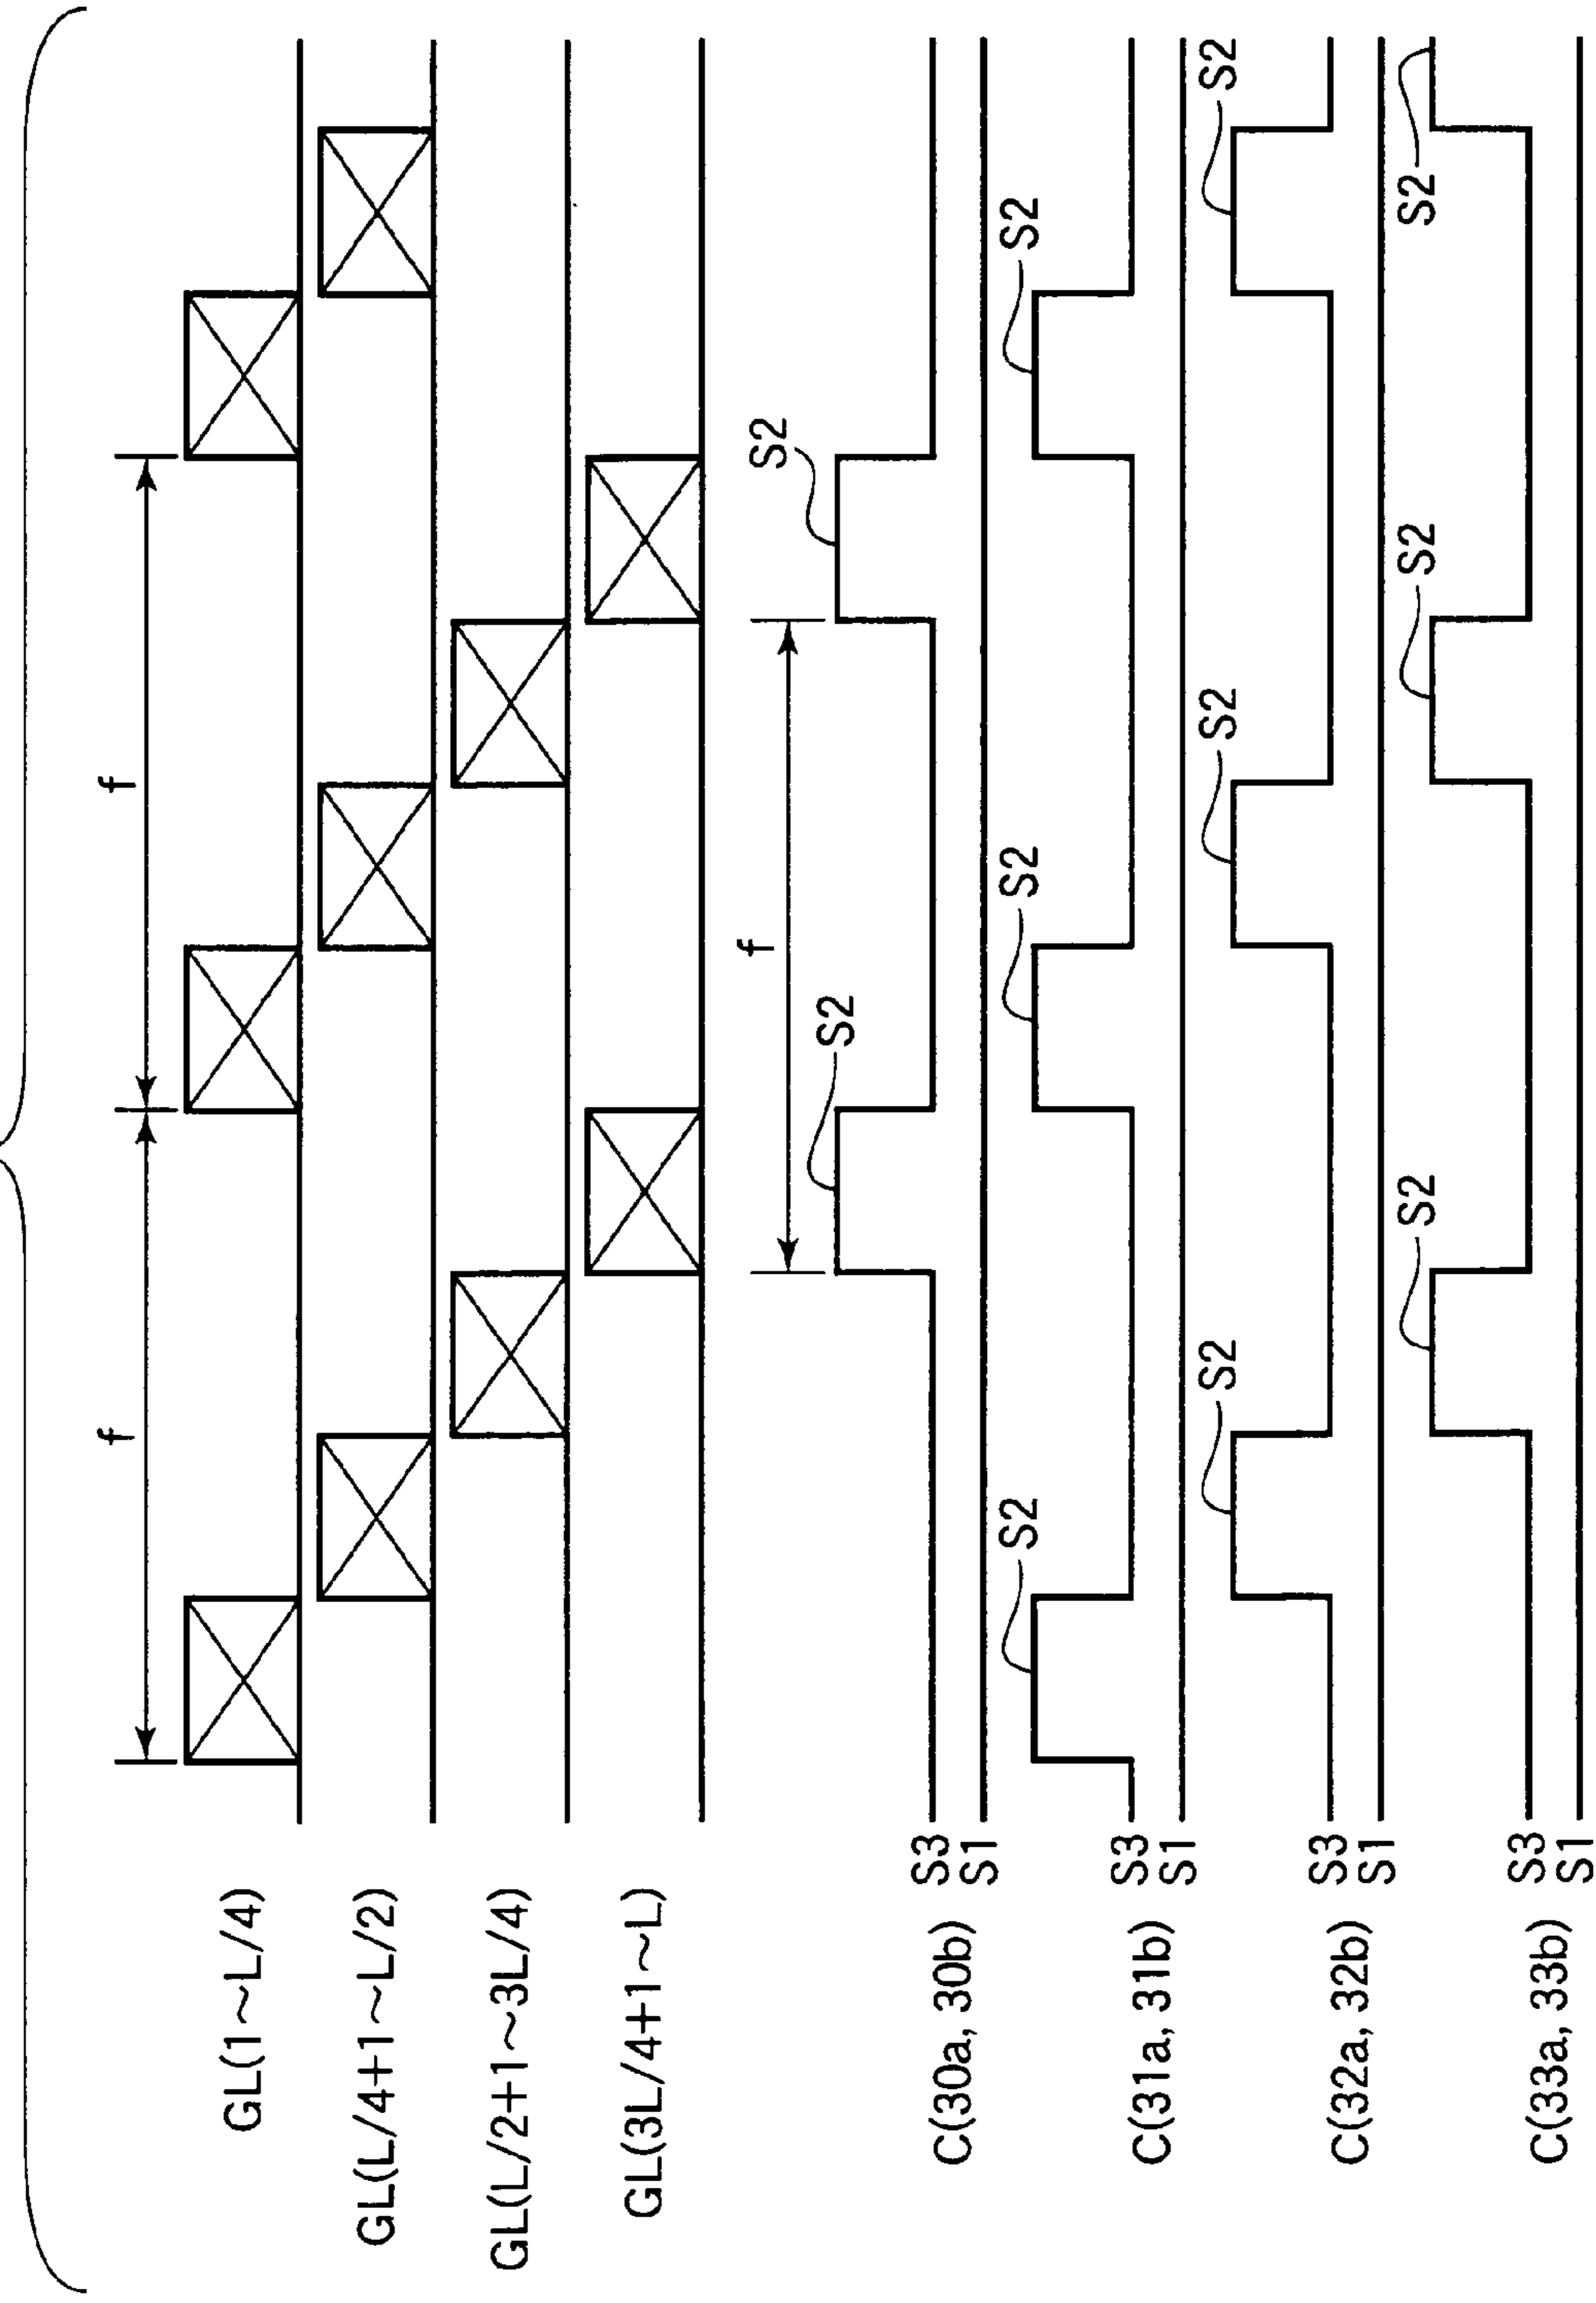 f
f
GL(1~L/4)
GL(L/4+1~L/2)
GL(L/2+1~3L/4)
GL(3L/4+1~L)
f
S2
S2
C(30a, 30b)
S3
S1
S2
S2
S2
C(31a, 31b)
S3
S1
S2
S2
S2
C(32a, 32b)
S3
S1
S2
S2
S2
C(33a, 33b)
S3
S1